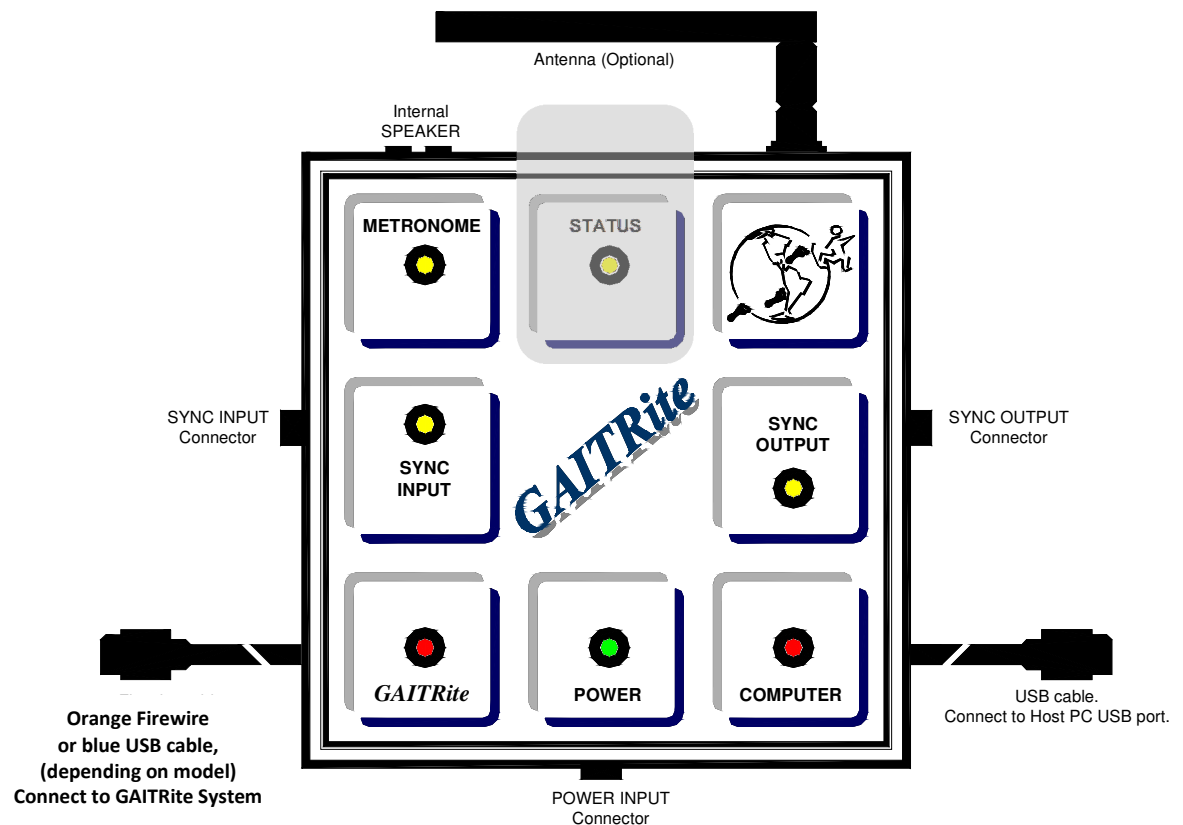 Antenna (Optional)
Internal
SPEAKER
METRONOME
STATUS
SYNC INPUT
Connector
SYNC
INPUT
GAITRite
SYNC
OUTPUT
SYNC OUTPUT
Connector
GAITRite
POWER
COMPUTER
Orange Firewire
or blue USB cable,
(depending on model)
Connect to GAITRite System
USB cable.
Connect to Host PC USB port.
POWER INPUT
Connector